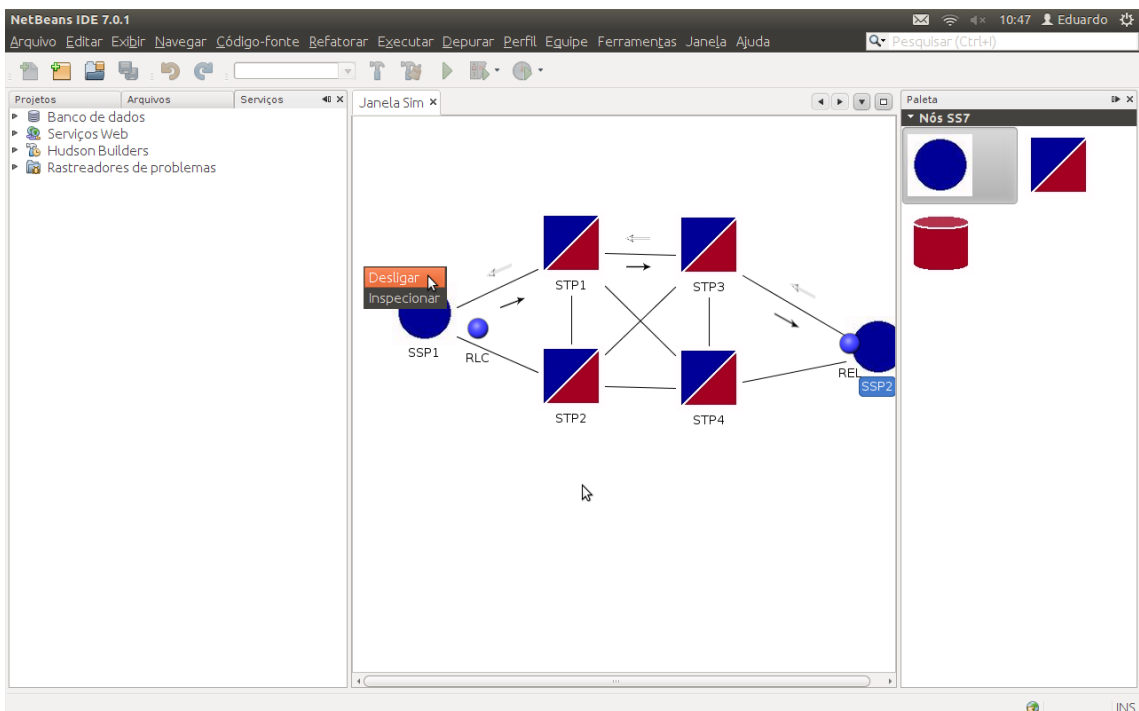 NetBeans IDE 7.0.1
10:47 Eduardo
Arquivo Editar Exibir Navegar Código-fonte Refatorar Executar Depurar Perfil Equipe Ferramentas Janela Ajuda
Pesquisar (Ctrl+I)
Projetos Arquivos Serviços
Janela Sim
Paleta
Banco de dados
Serviços Web
Hudson Builders
Rastreadores de problemas
Nós SS7
Desligar
Inspecionar
STP1
STP3
SSP1
RLC
REL
SSP2
STP2
STP4
INS